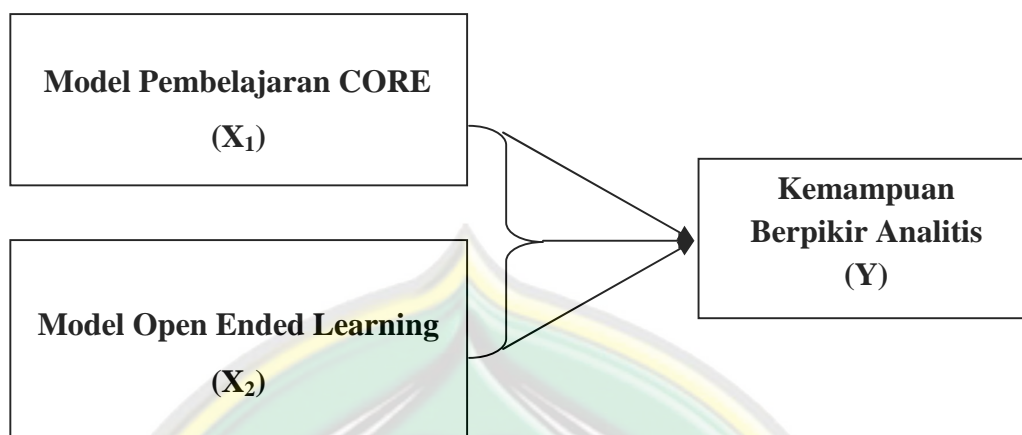 Model Pembelajaran CORE
(X₁)
Model Open Ended Learning
(X₂)
Kemampuan
Berpikir Analitis
(Y)